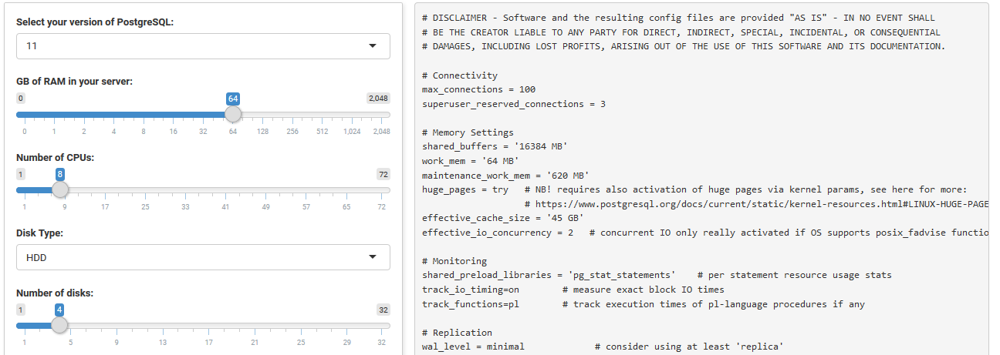 Select your version of PostgreSQL:
11
GB of RAM in your server:
0 64 2,048
0 1 2 4 8 16 32 64 128 256 512 1,024 2,048
Number of CPUs:
1 8 72
1 9 17 25 33 41 49 57 65 72
Disk Type:
HDD
Number of disks:
1 4 32
1 5 9 13 17 21 25 29 32
# DISCLAIMER - Software and the resulting config files are provided "AS IS" - IN NO EVENT SHALL
# BE THE CREATOR LIABLE TO ANY PARTY FOR DIRECT, INDIRECT, SPECIAL, INCIDENTAL, OR CONSEQUENTIAL
# DAMAGES, INCLUDING LOST PROFITS, ARISING OUT OF THE USE OF THIS SOFTWARE AND ITS DOCUMENTATION.
# Connectivity
max_connections = 100
superuser_reserved_connections = 3
# Memory Settings
shared_buffers = '16384 MB'
work_mem = '64 MB'
maintenance_work_mem = '620 MB'
huge_pages = try # NB! requires also activation of huge pages via kernel params, see here for more:
# https://www.postgresql.org/docs/current/static/kernel-resources.html#LINUX-HUGE-PAGE
effective_cache_size = '45 GB'
effective_io_concurrency = 2 # concurrent IO only really activated if OS supports posix_fadvise functio
# Monitoring
shared_preload_libraries = 'pg_stat_statements' # per statement resource usage stats
track_io_timing=on # measure exact block IO times
track_functions=pl # track execution times of pl-language procedures if any
# Replication
wal_level = minimal # consider using at least 'replica'